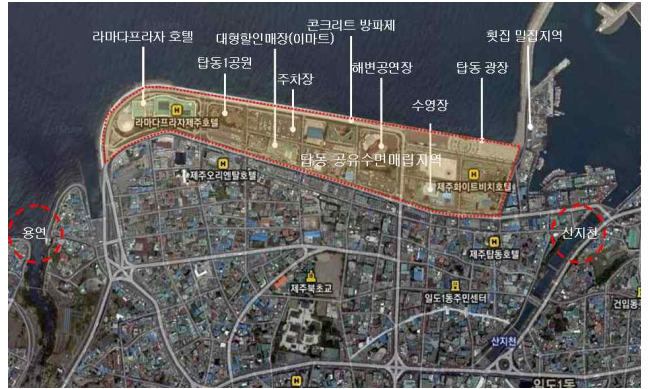 콘크리트 방파제
횟집 밀집지역
라마다프라자 호텔
대형할인매장(이마트)
탑동1공원
해변공연장
탑동 광장
주차장
수영장
라마다프라자제주호텔
탑동 공유수면매립지역
제주오리엔탈호텔
제주화이트비치호텔
용연
산지천
제주탑동호텔
제주북초교
일도1동주민센터
건입동
산지천
일도1동